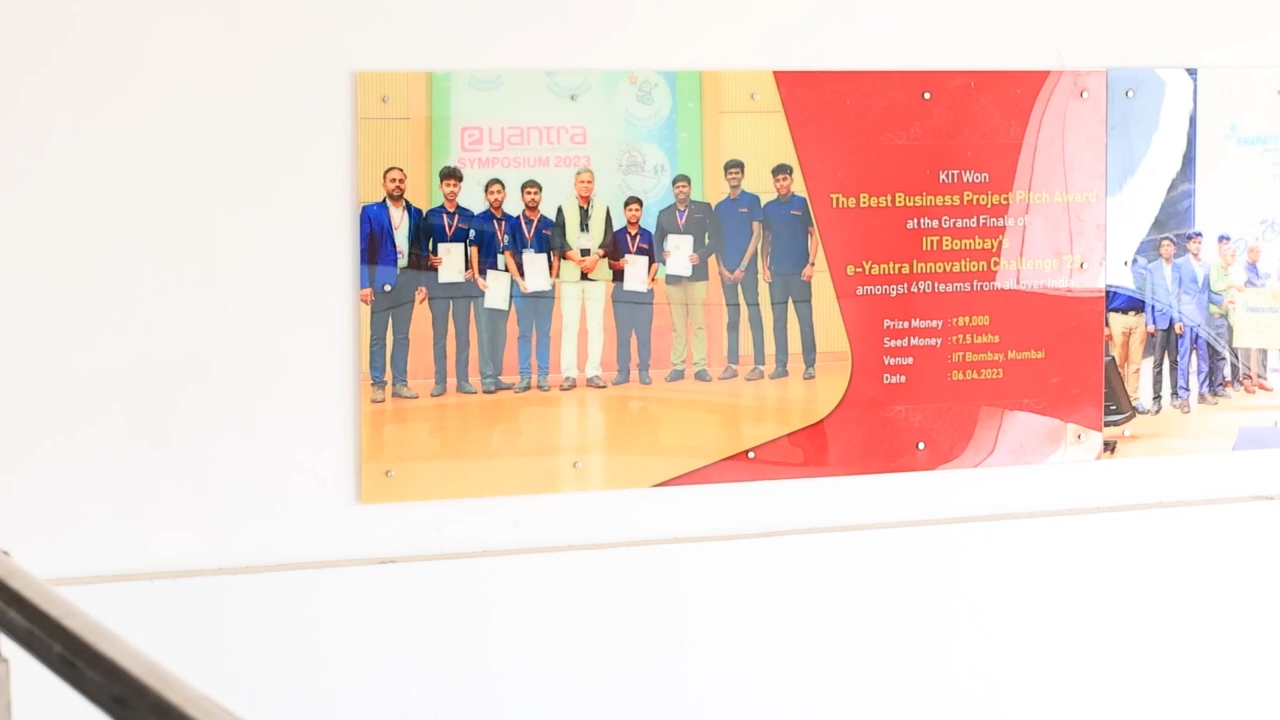 e yantra
SYMPOSIUM 2023
KIT Won
The Best Business Project Pitch Award
at the Grand Finale of
IIT Bombay's
e-Yantra Innovation Challenge '23,
amongst 490 teams from all over India
Prize Money : ₹89,000
Seed Money : ₹7.5 lakhs
Venue : IIT Bombay, Mumbai
Date : 06.04.2023